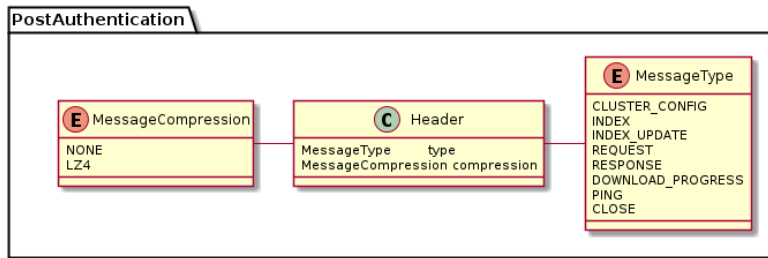 PostAuthentication
E MessageCompression
NONE
LZ4
C Header
MessageType type
MessageCompression compression
E MessageType
CLUSTER_CONFIG
INDEX
INDEX_UPDATE
REQUEST
RESPONSE
DOWNLOAD_PROGRESS
PING
CLOSE